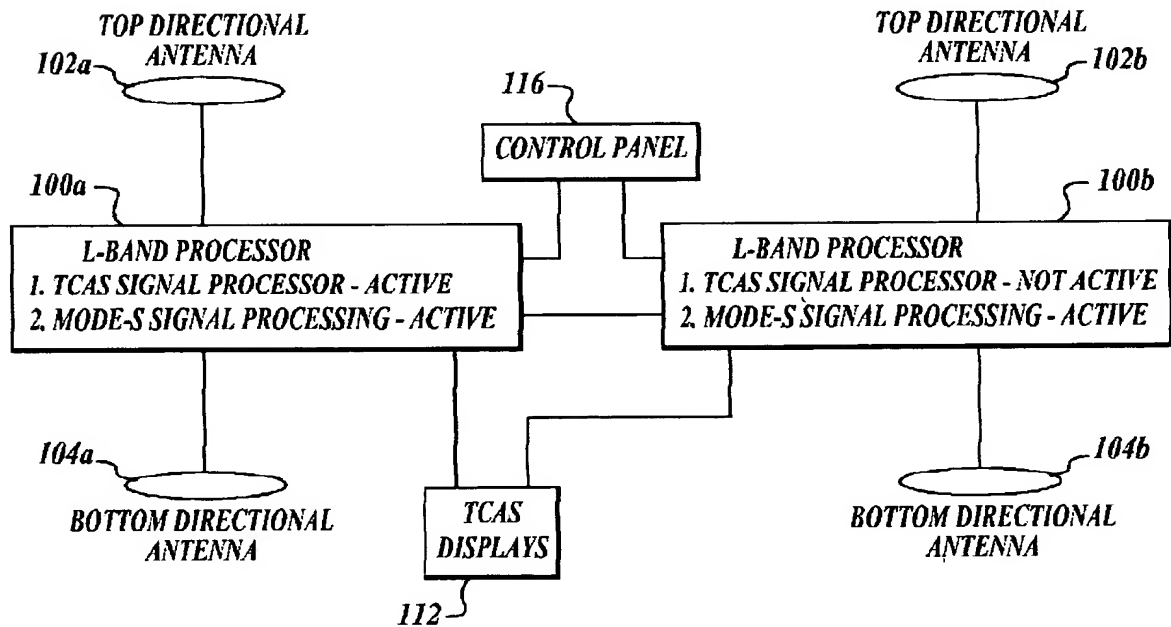 TOP DIRECTIONAL
ANTENNA
102a
TOP DIRECTIONAL
ANTENNA
102b
116
CONTROL PANEL
100a
100b
L-BAND PROCESSOR
1. TCAS SIGNAL PROCESSOR - ACTIVE
2. MODE-S SIGNAL PROCESSING - ACTIVE
L-BAND PROCESSOR
1. TCAS SIGNAL PROCESSOR - NOT ACTIVE
2. MODE-S SIGNAL PROCESSING - ACTIVE
104a
BOTTOM DIRECTIONAL
ANTENNA
TCAS
DISPLAYS
112
104b
BOTTOM DIRECTIONAL
ANTENNA